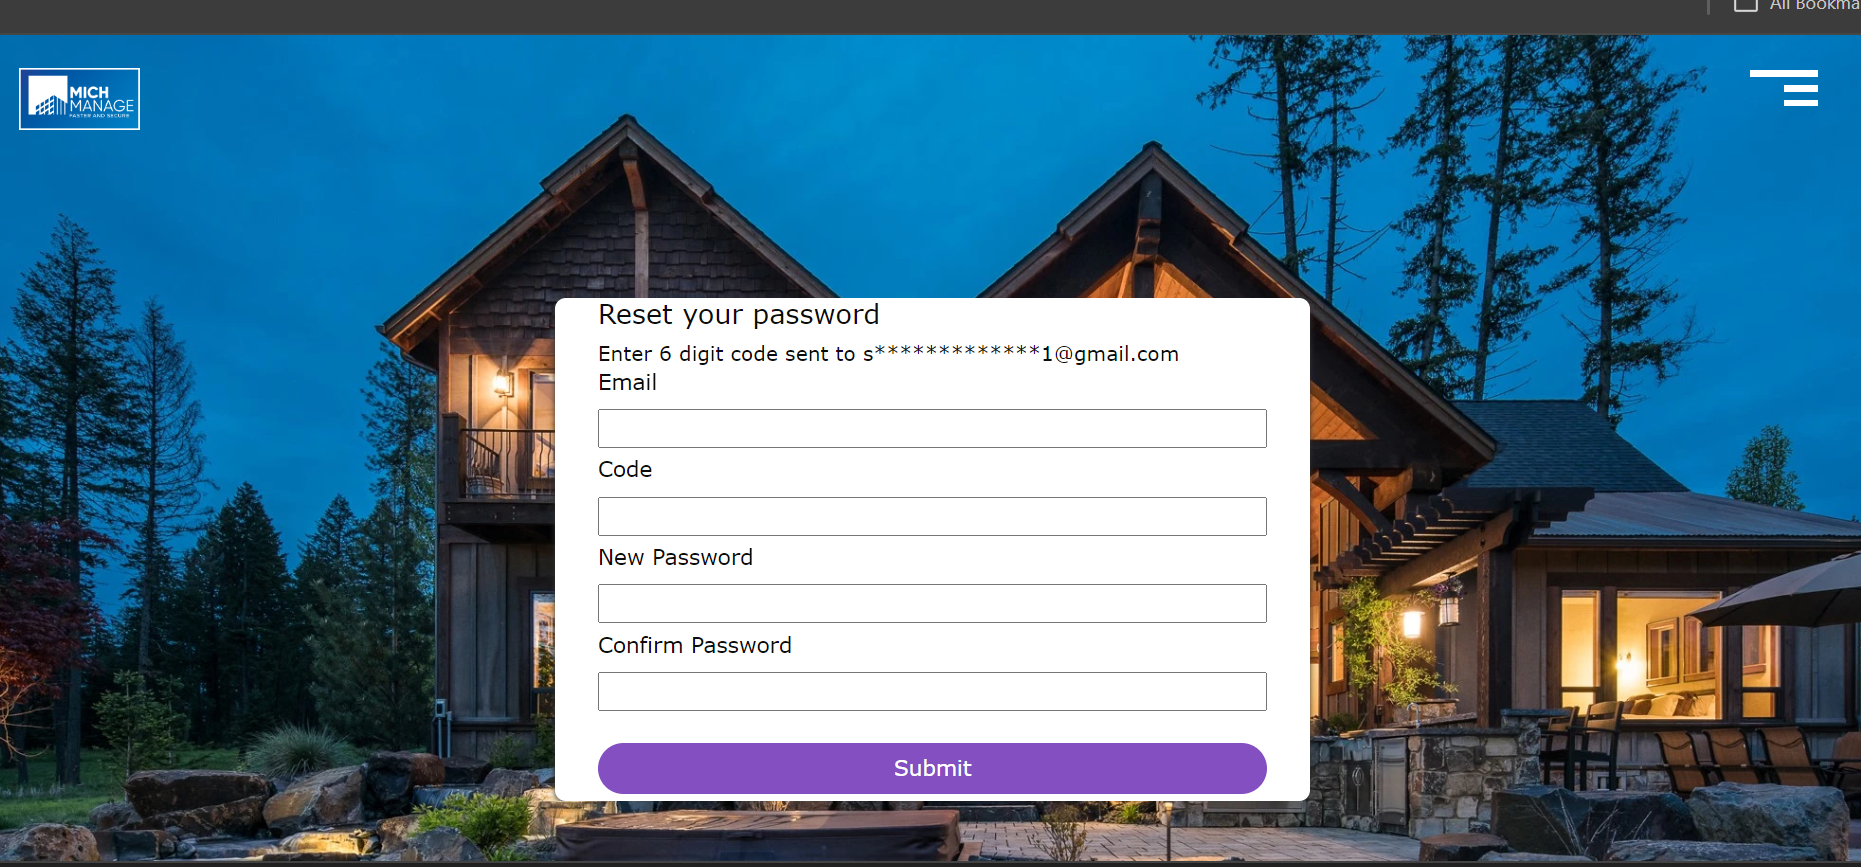 All Bookma
MICH
MANAGE
FASTER AND SECURE
Reset your password
Enter 6 digit code sent to s*************1@gmail.com
Email
Code
New Password
Confirm Password
Submit